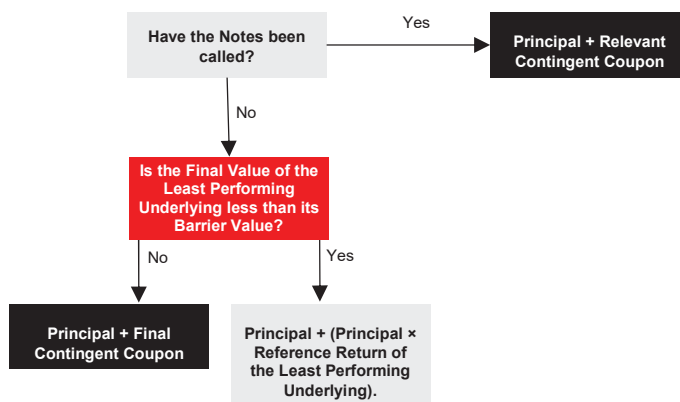 Have the Notes been
called?
Yes
Principal + Relevant
Contingent Coupon
No
Is the Final Value of the
Least Performing
Underlying less than its
Barrier Value?
No
Yes
Principal + Final
Contingent Coupon
Principal + (Principal ×
Reference Return of
the Least Performing
Underlying).